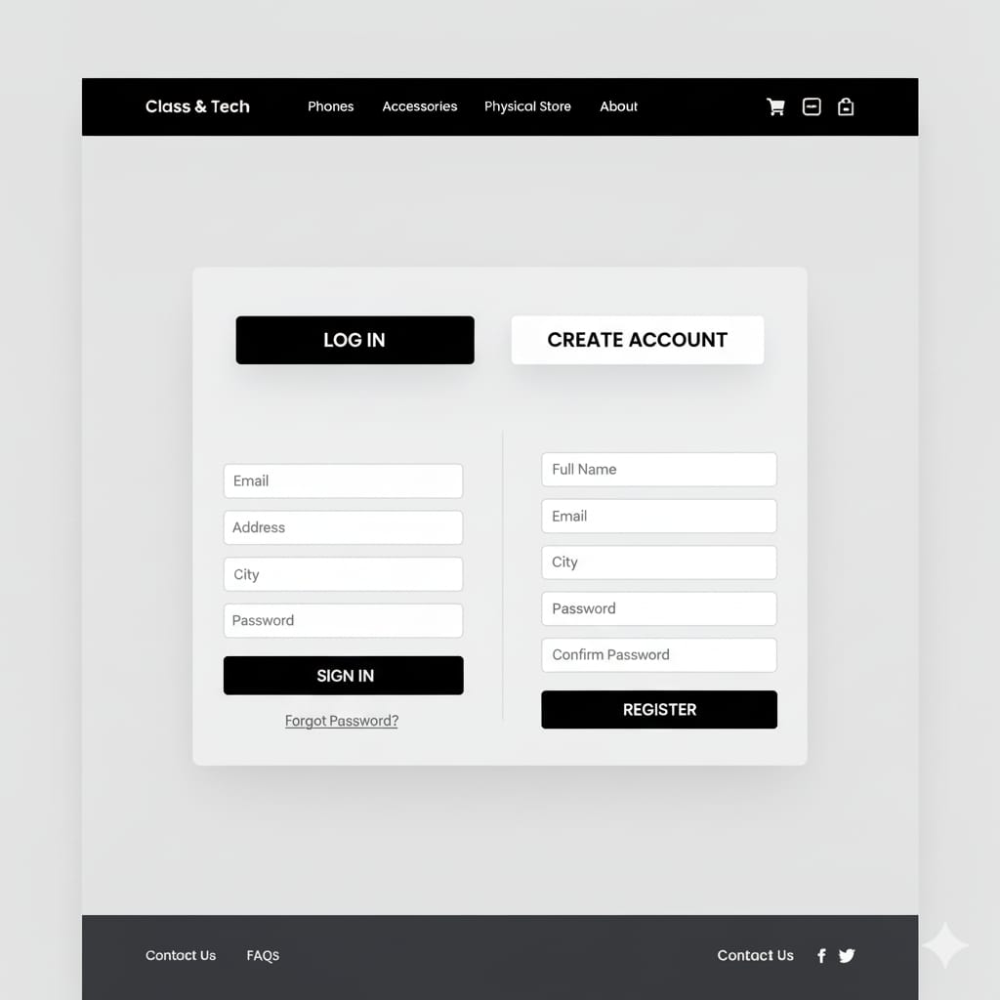 Class & Tech
Phones
Accessories
Physical Store
About
LOG IN
CREATE ACCOUNT
Email
Address
City
Password
SIGN IN
Forgot Password?
Full Name
Email
City
Password
Confirm Password
REGISTER
Contact Us
FAQs
Contact Us